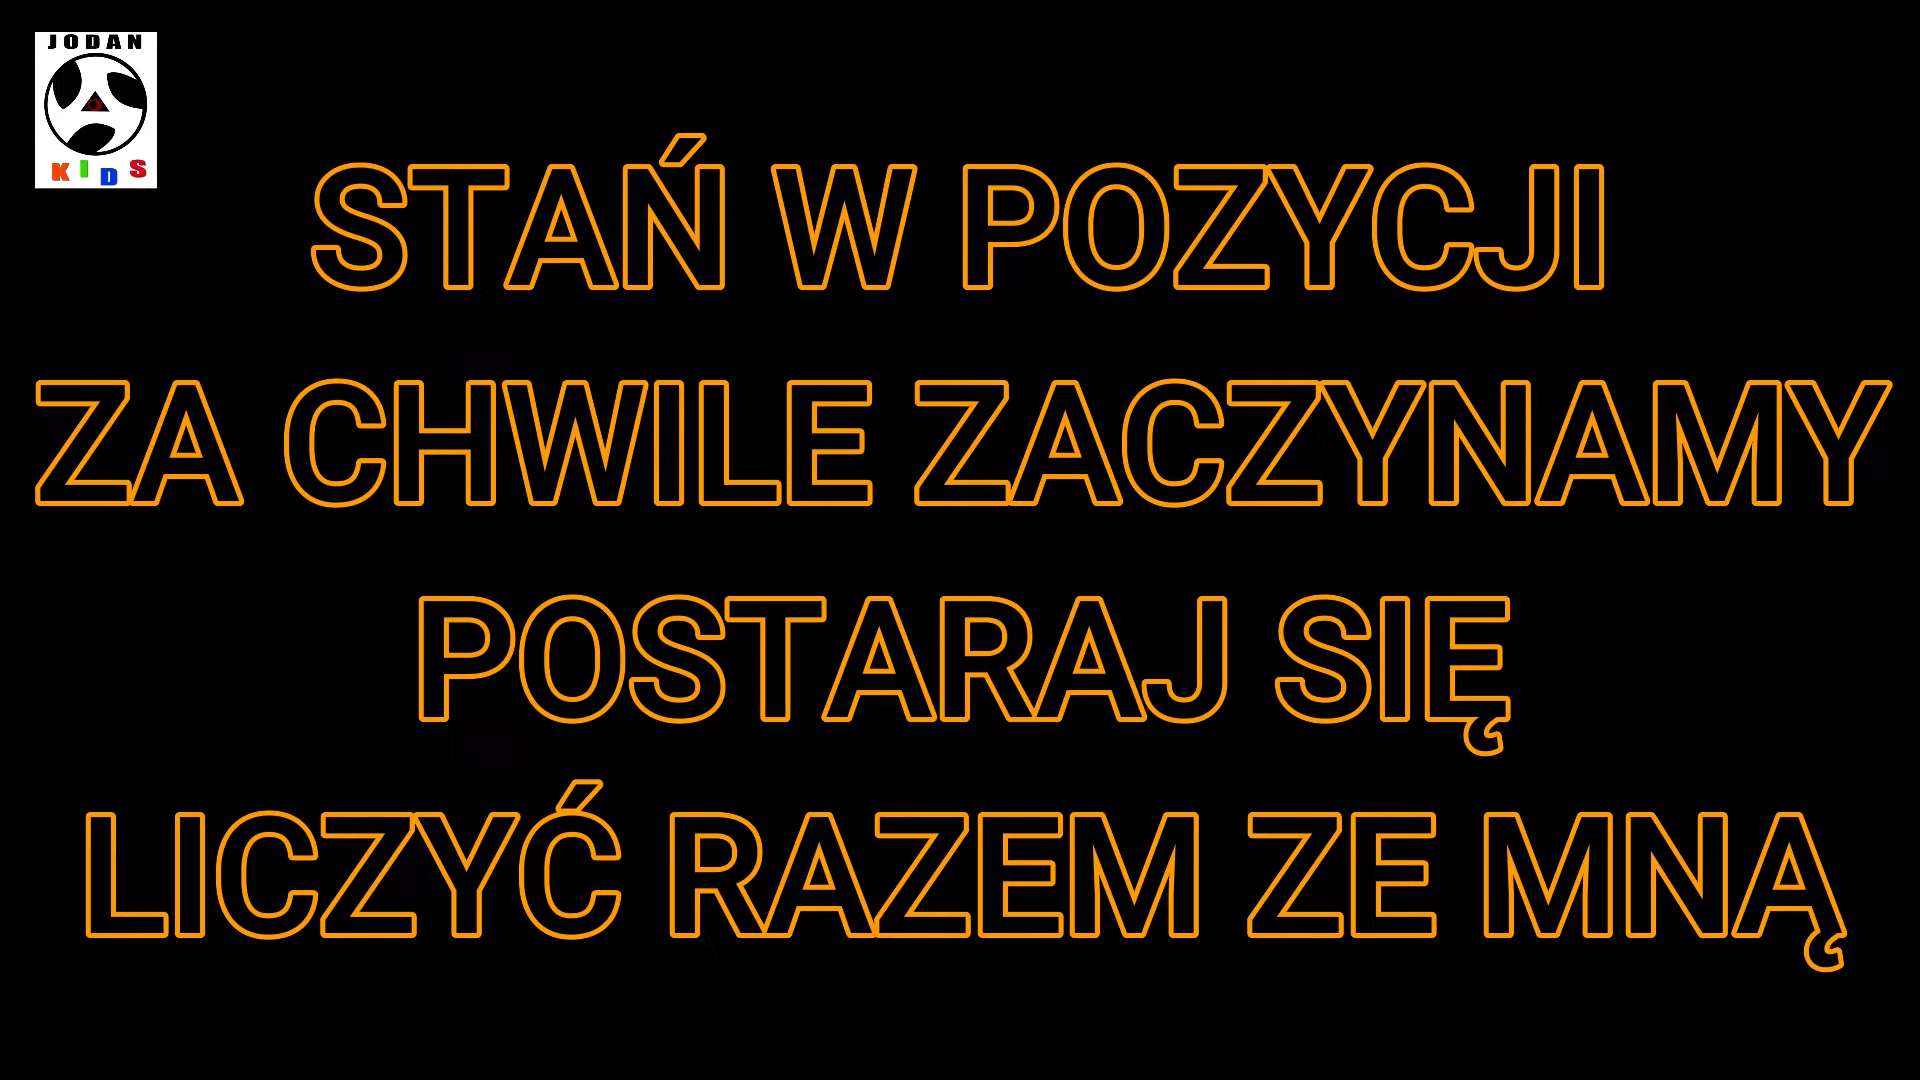 JODAN
KIDS
STAŃ W POZYCJI
ZA CHWILE ZACZYNAMY
POSTARAJ SIĘ
LICZYĆ RAZEM ZE MNĄ